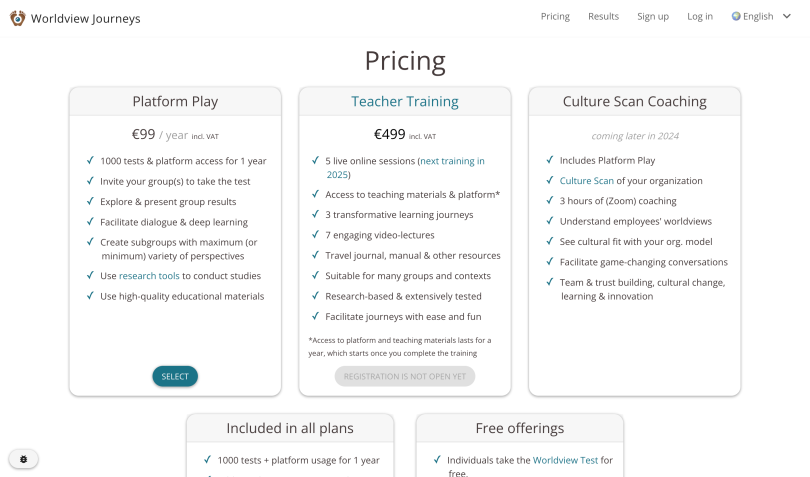 Worldview Journeys
Pricing Results Sign up Log in English
Pricing
Platform Play
€99 / year incl. VAT
1000 tests & platform access for 1 year
Invite your group(s) to take the test
Explore & present group results
Facilitate dialogue & deep learning
Create subgroups with maximum (or
minimum) variety of perspectives
Use research tools to conduct studies
Use high-quality educational materials
SELECT
Teacher Training
€499 incl. VAT
5 live online sessions (next training in
2025)
Access to teaching materials & platform*
3 transformative learning journeys
7 engaging video-lectures
Travel journal, manual & other resources
Suitable for many groups and contexts
Research-based & extensively tested
Facilitate journeys with ease and fun
*Access to platform and teaching materials lasts for a
year, which starts once you complete the training
REGISTRATION IS NOT OPEN YET
Culture Scan Coaching
coming later in 2024
Includes Platform Play
Culture Scan of your organization
3 hours of (Zoom) coaching
Understand employees' worldviews
See cultural fit with your org. model
Facilitate game-changing conversations
Team & trust building, cultural change,
learning & innovation
Included in all plans
1000 tests + platform usage for 1 year
Free offerings
Individuals take the Worldview Test for
free.